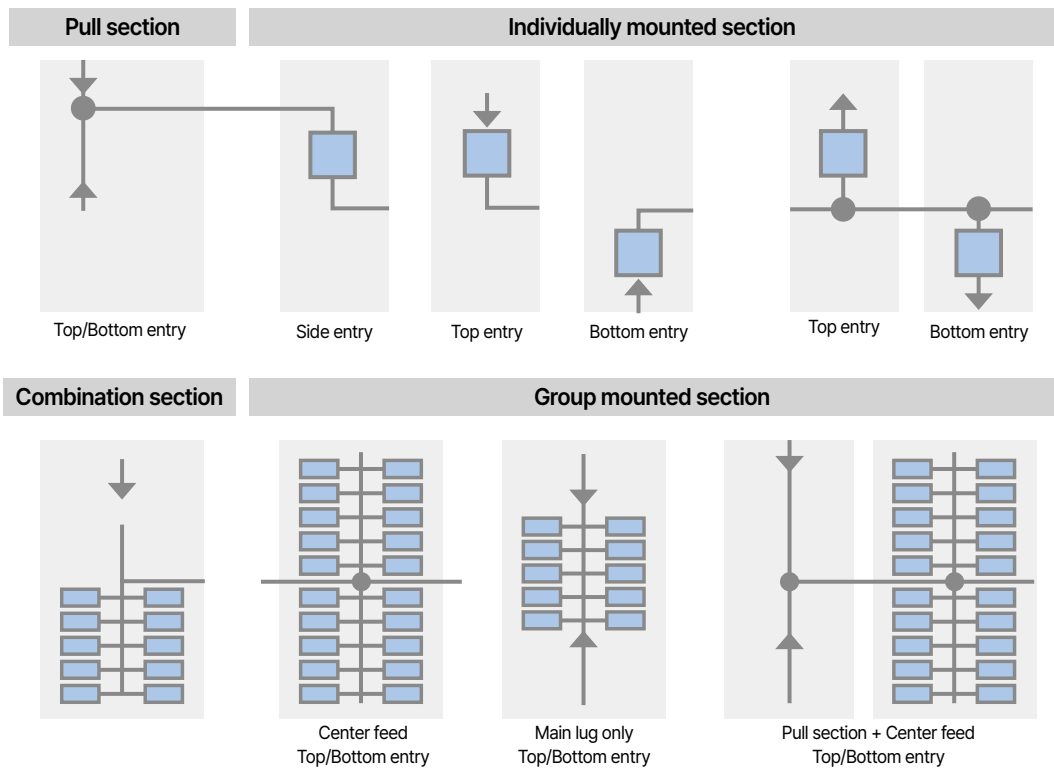 Pull section
Individually mounted section
Top/Bottom entry
Side entry
Top entry
Bottom entry
Top entry
Bottom entry
Combination section
Group mounted section
Center feed
Top/Bottom entry
Main lug only
Top/Bottom entry
Pull section + Center feed
Top/Bottom entry